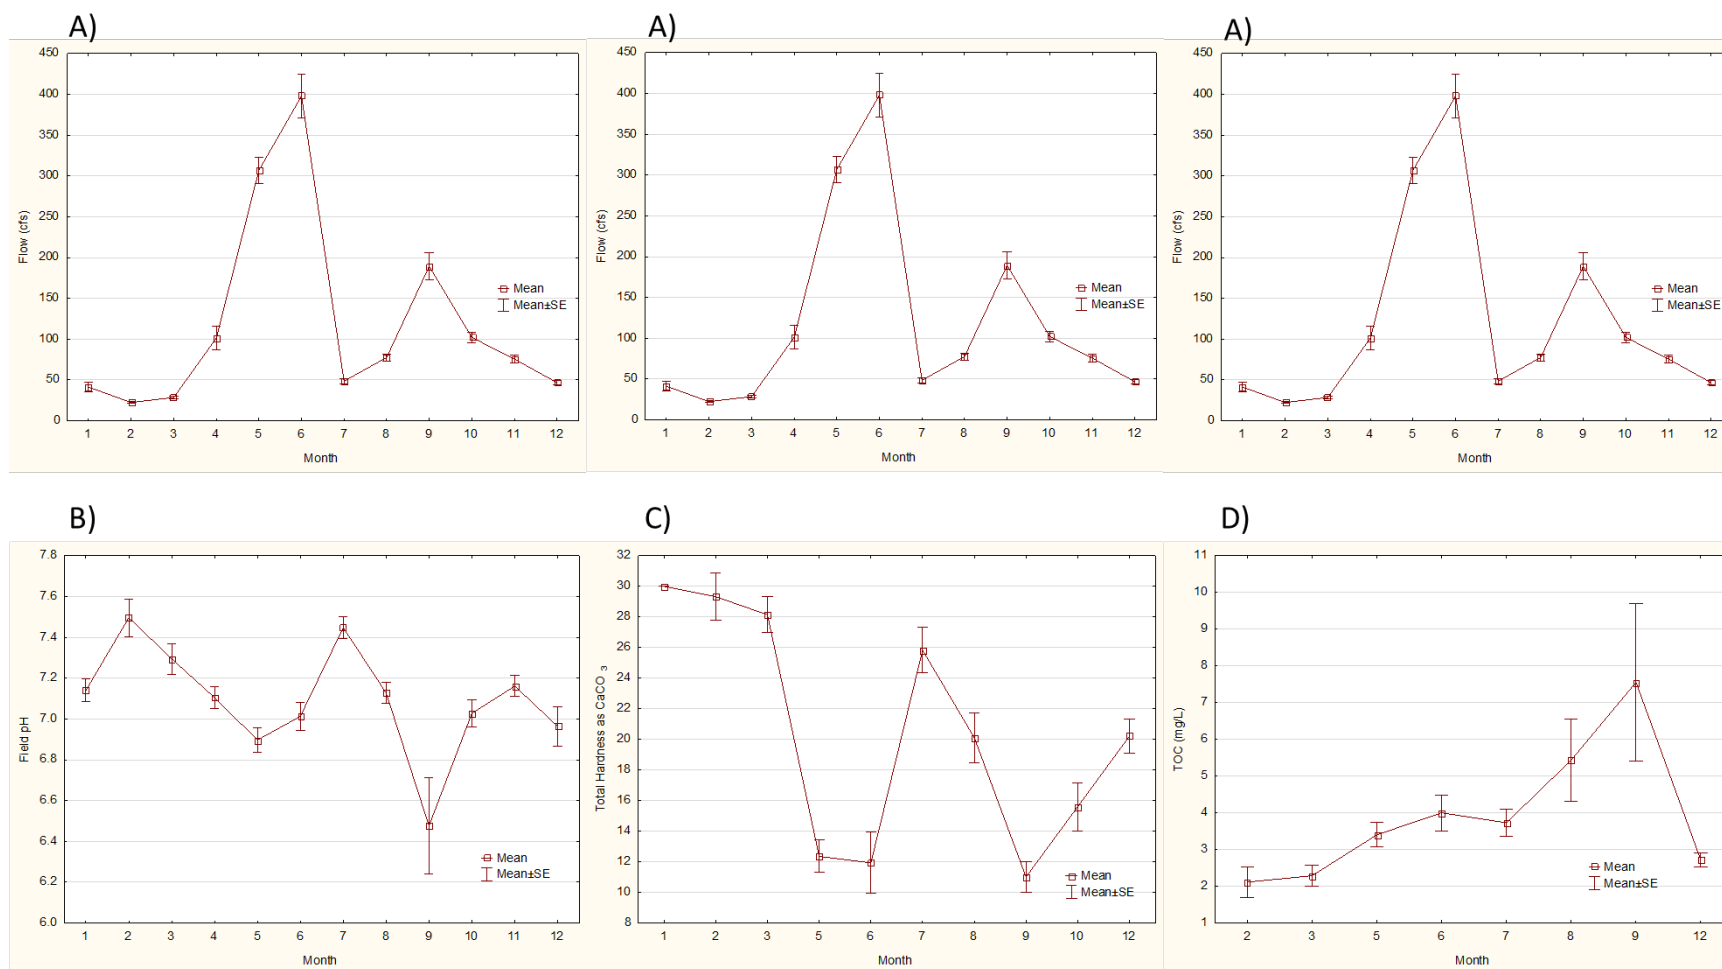 A)
450
400
350
300
250
200
150
100
50
0
Flow (cfs)
Mean
Mean±SE
1 2 3 4 5 6 7 8 9 10 11 12
Month
A)
450
400
350
300
250
200
150
100
50
0
Flow (cfs)
Mean
Mean±SE
1 2 3 4 5 6 7 8 9 10 11 12
Month
A)
450
400
350
300
250
200
150
100
50
0
Flow (cfs)
Mean
Mean±SE
1 2 3 4 5 6 7 8 9 10 11 12
Month
B)
7.8
7.6
7.4
7.2
7.0
6.8
6.6
6.4
6.2
6.0
Field pH
Mean
Mean±SE
1 2 3 4 5 6 7 8 9 10 11 12
Month
C)
32
30
28
26
24
22
20
18
16
14
12
10
8
Total Hardness as CaCO 3
Mean
Mean±SE
1 2 3 5 6 7 8 9 10 12
Month
D)
11
10
9
8
7
6
5
4
3
2
1
TOC (mg/L)
Mean
Mean±SE
2 3 5 6 7 8 9 12
Month